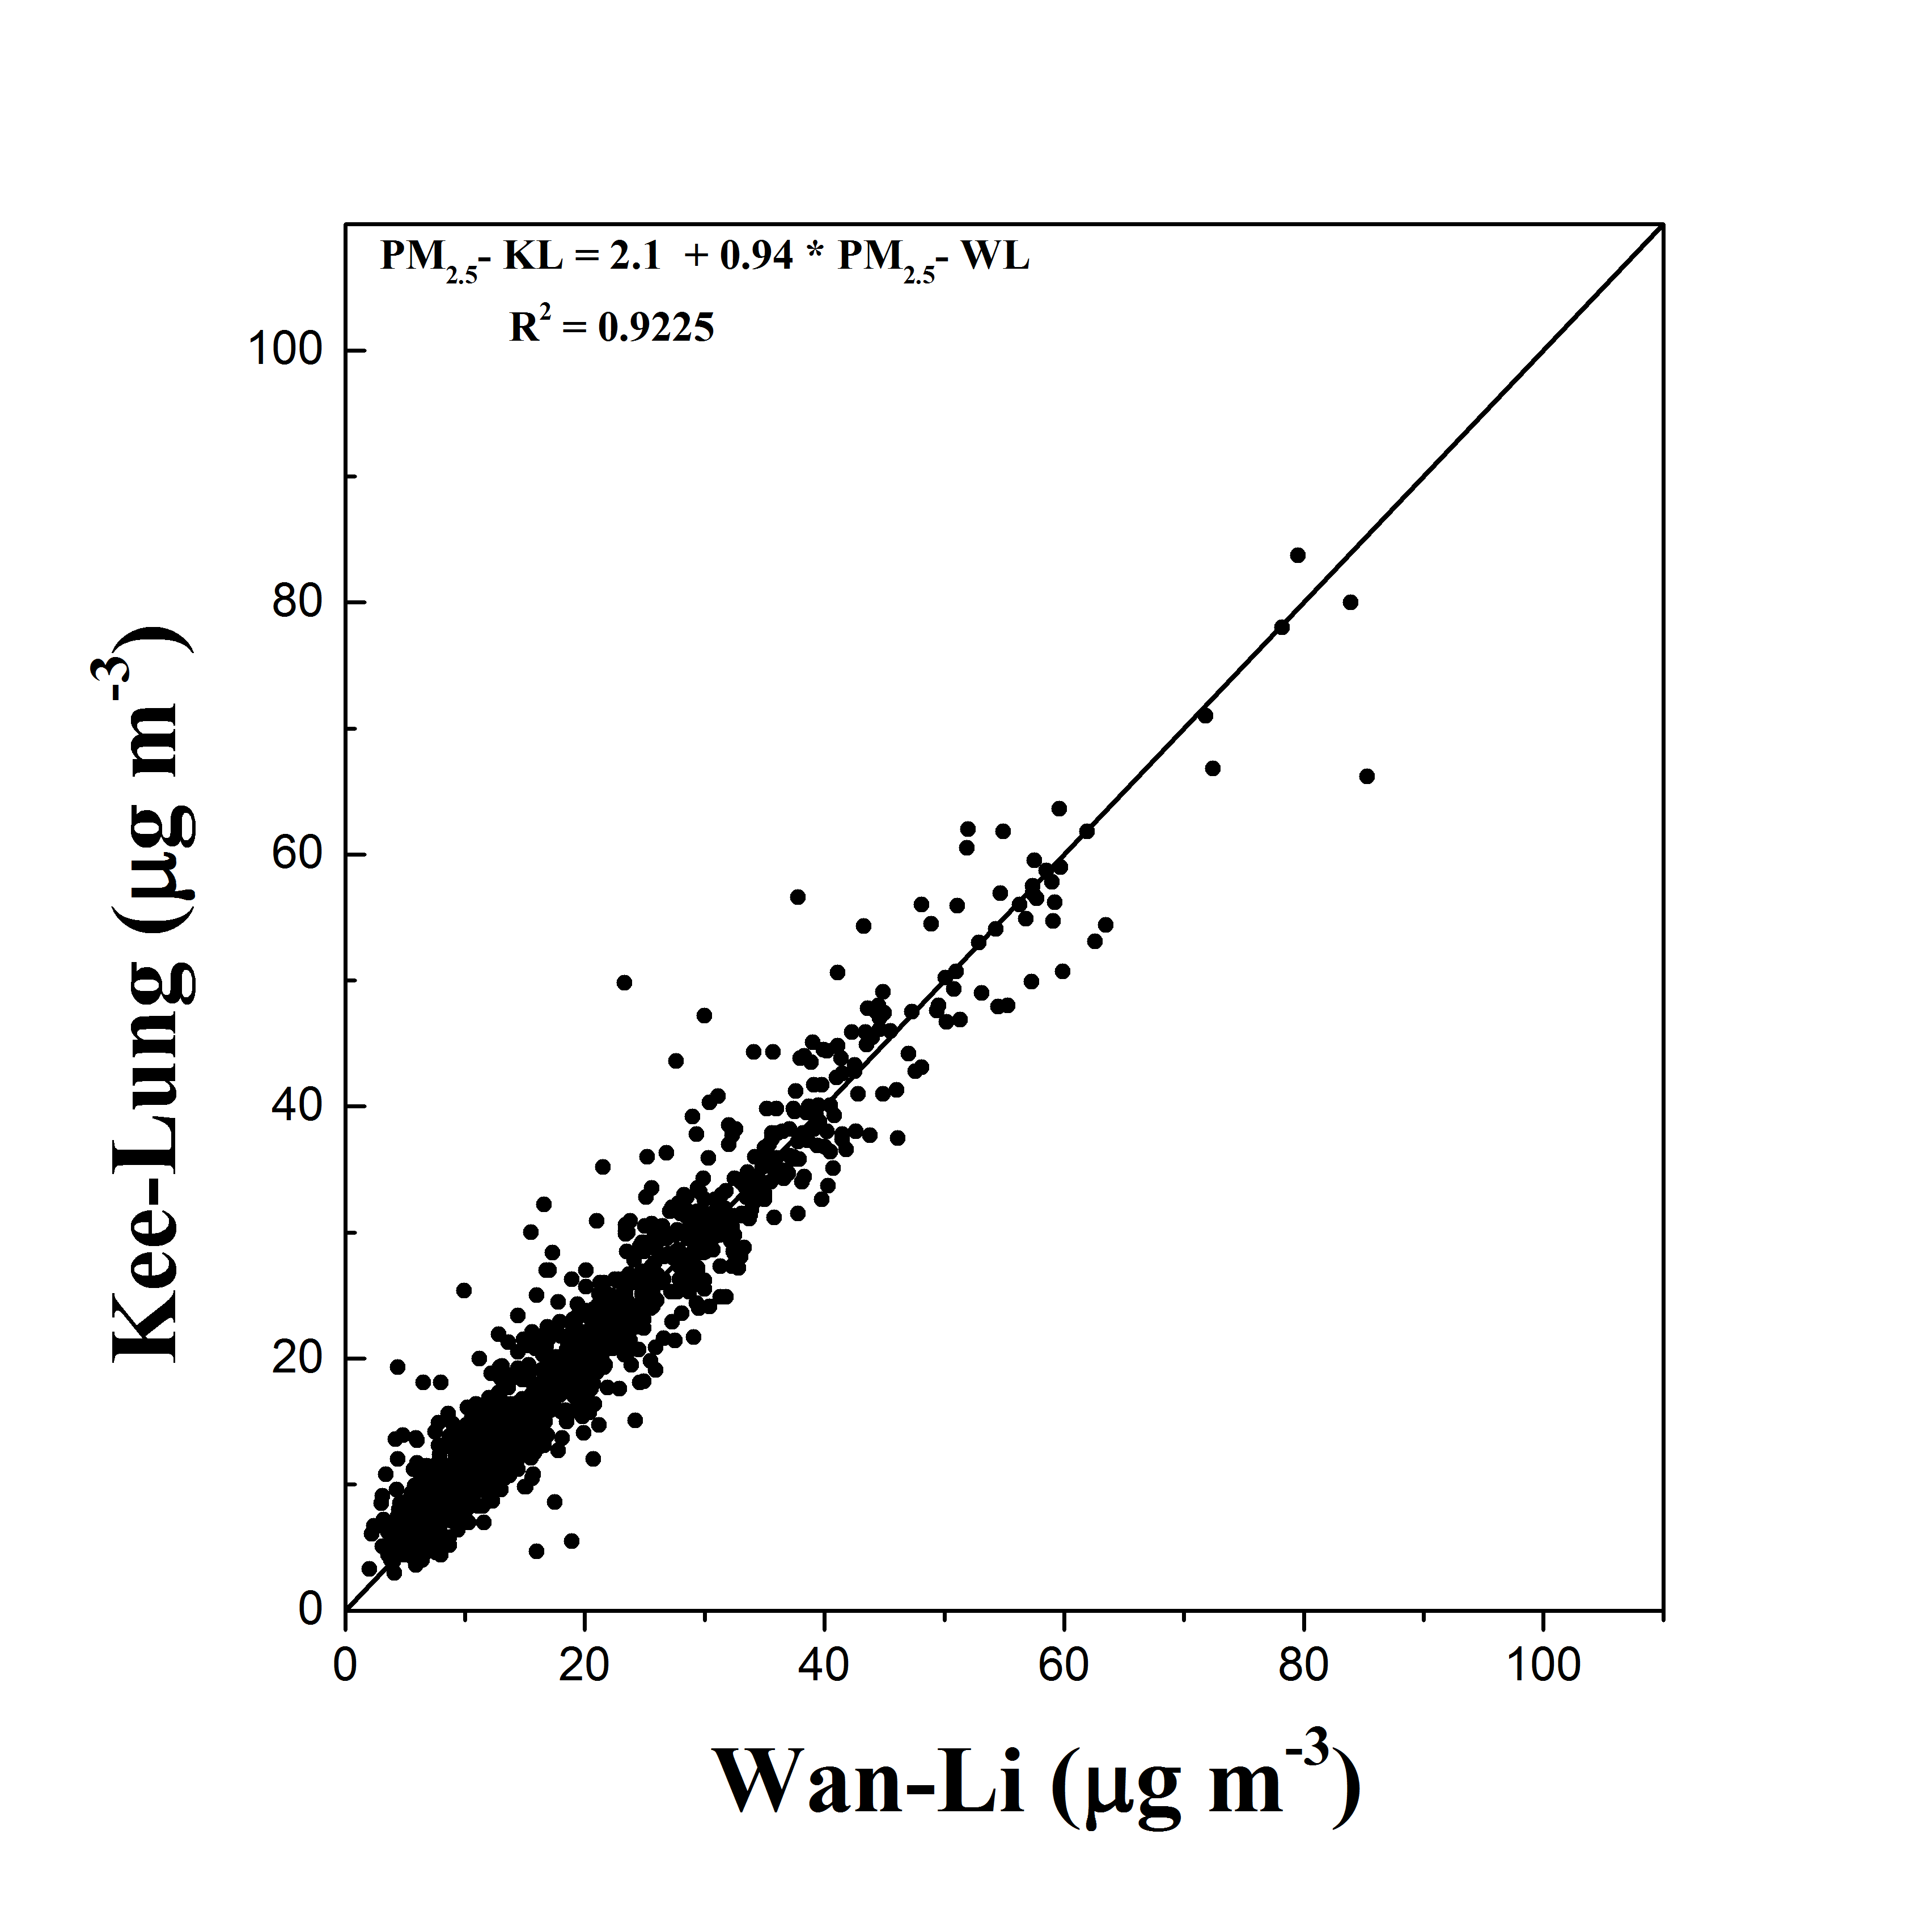 PM2.5- KL = 2.1 + 0.94 * PM2.5- WL
R2 = 0.9225
100
80
60
40
20
0
0 20 40 60 80 100
Kee-Lung (μg m-3)
Wan-Li (μg m-3)